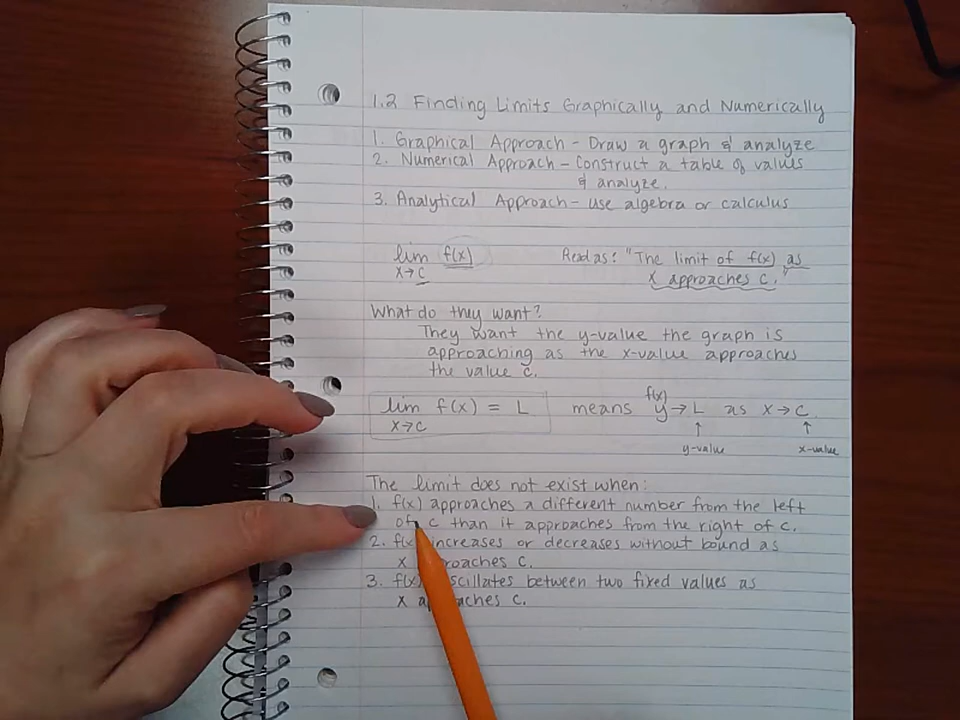 1.2 Finding Limits Graphically and Numerically
1. Graphical Approach - Draw a graph & analyze
2. Numerical Approach - Construct a table of values
& analyze.
3. Analytical Approach - Use algebra or calculus
lim f(x) Read as: "The limit of f(x) as
x→c x approaches c."
What do they want?
They want the y-value the graph is
approaching as the x-value approaches
the value c.
f(x)
lim f(x) = L means y → L as x → c
x→c ↑ ↑
y-value x-value
The limit does not exist when:
1. f(x) approaches a different number from the left
of c than it approaches from the right of c.
2. increases or decreases without bound as
x c.
3. between two fixed values as
x c.